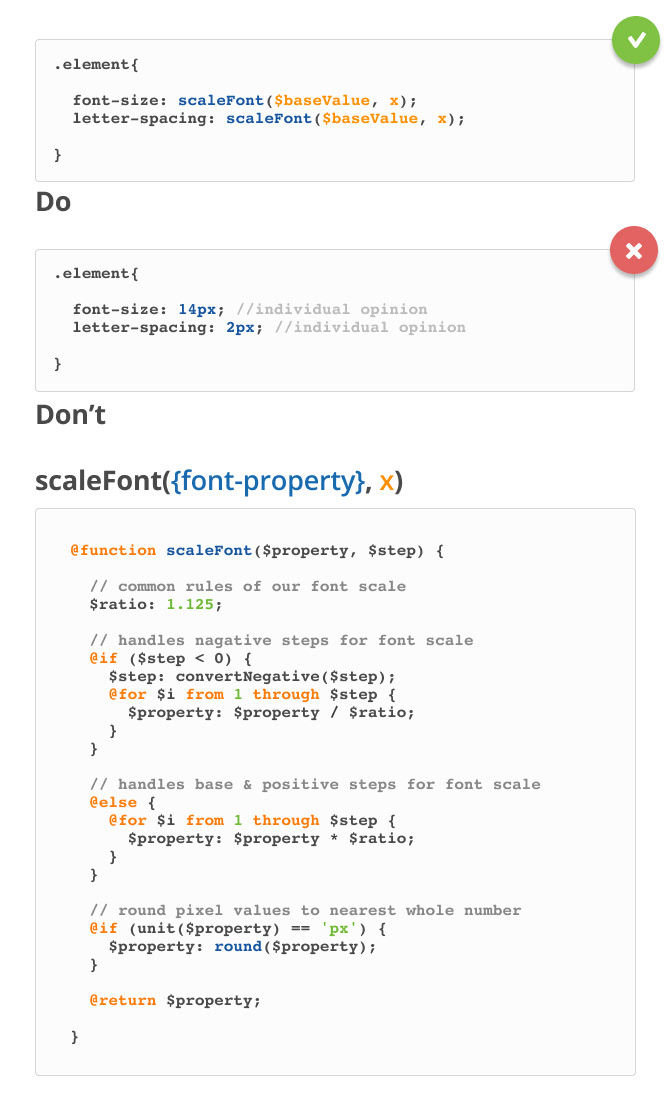 .element{
font-size: scaleFont($baseValue, x);
letter-spacing: scaleFont($baseValue, x);
}
Do
.element{
font-size: 14px; //individual opinion
letter-spacing: 2px; //individual opinion
}
Don’t
scaleFont({font-property}, x)
@function scaleFont($property, $step) {
// common rules of our font scale
$ratio: 1.125;
// handles nagative steps for font scale
@if ($step < 0) {
$step: convertNegative($step);
@for $i from 1 through $step {
$property: $property / $ratio;
}
}
// handles base & positive steps for font scale
@else {
@for $i from 1 through $step {
$property: $property * $ratio;
}
}
// round pixel values to nearest whole number
@if (unit($property) == 'px') {
$property: round($property);
}
@return $property;
}